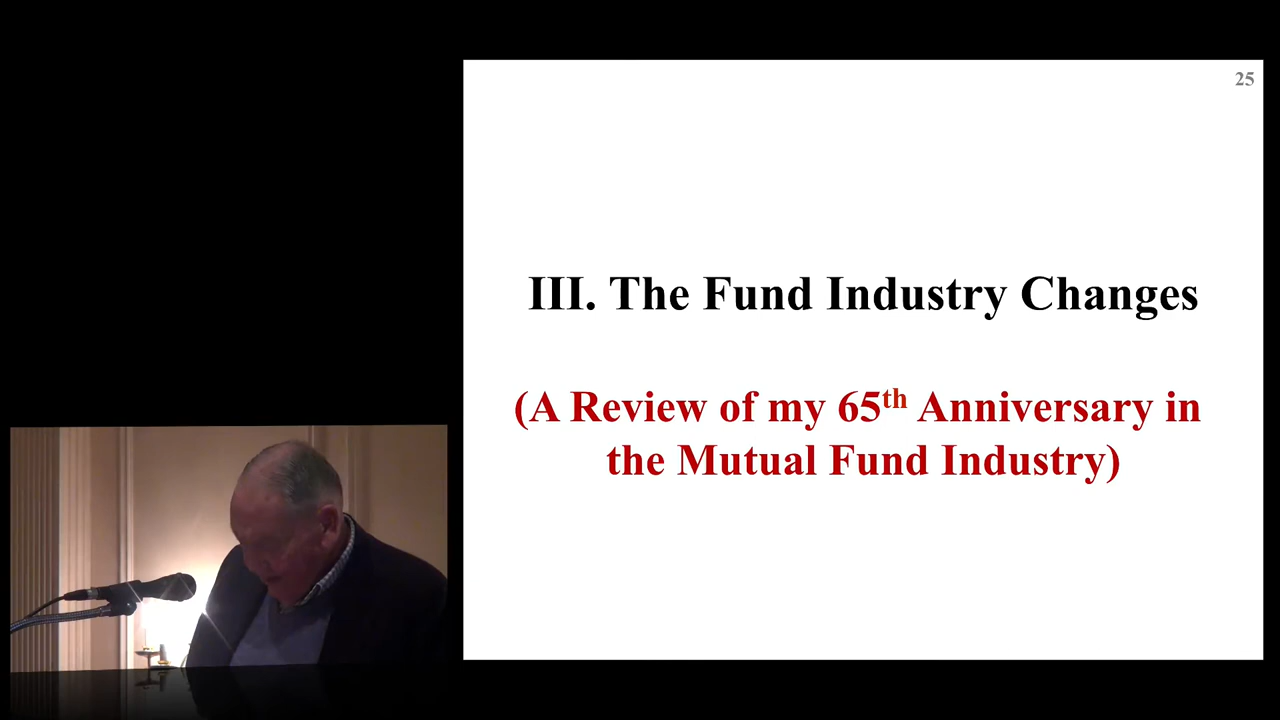 25
III. The Fund Industry Changes
(A Review of my 65th Anniversary in
the Mutual Fund Industry)